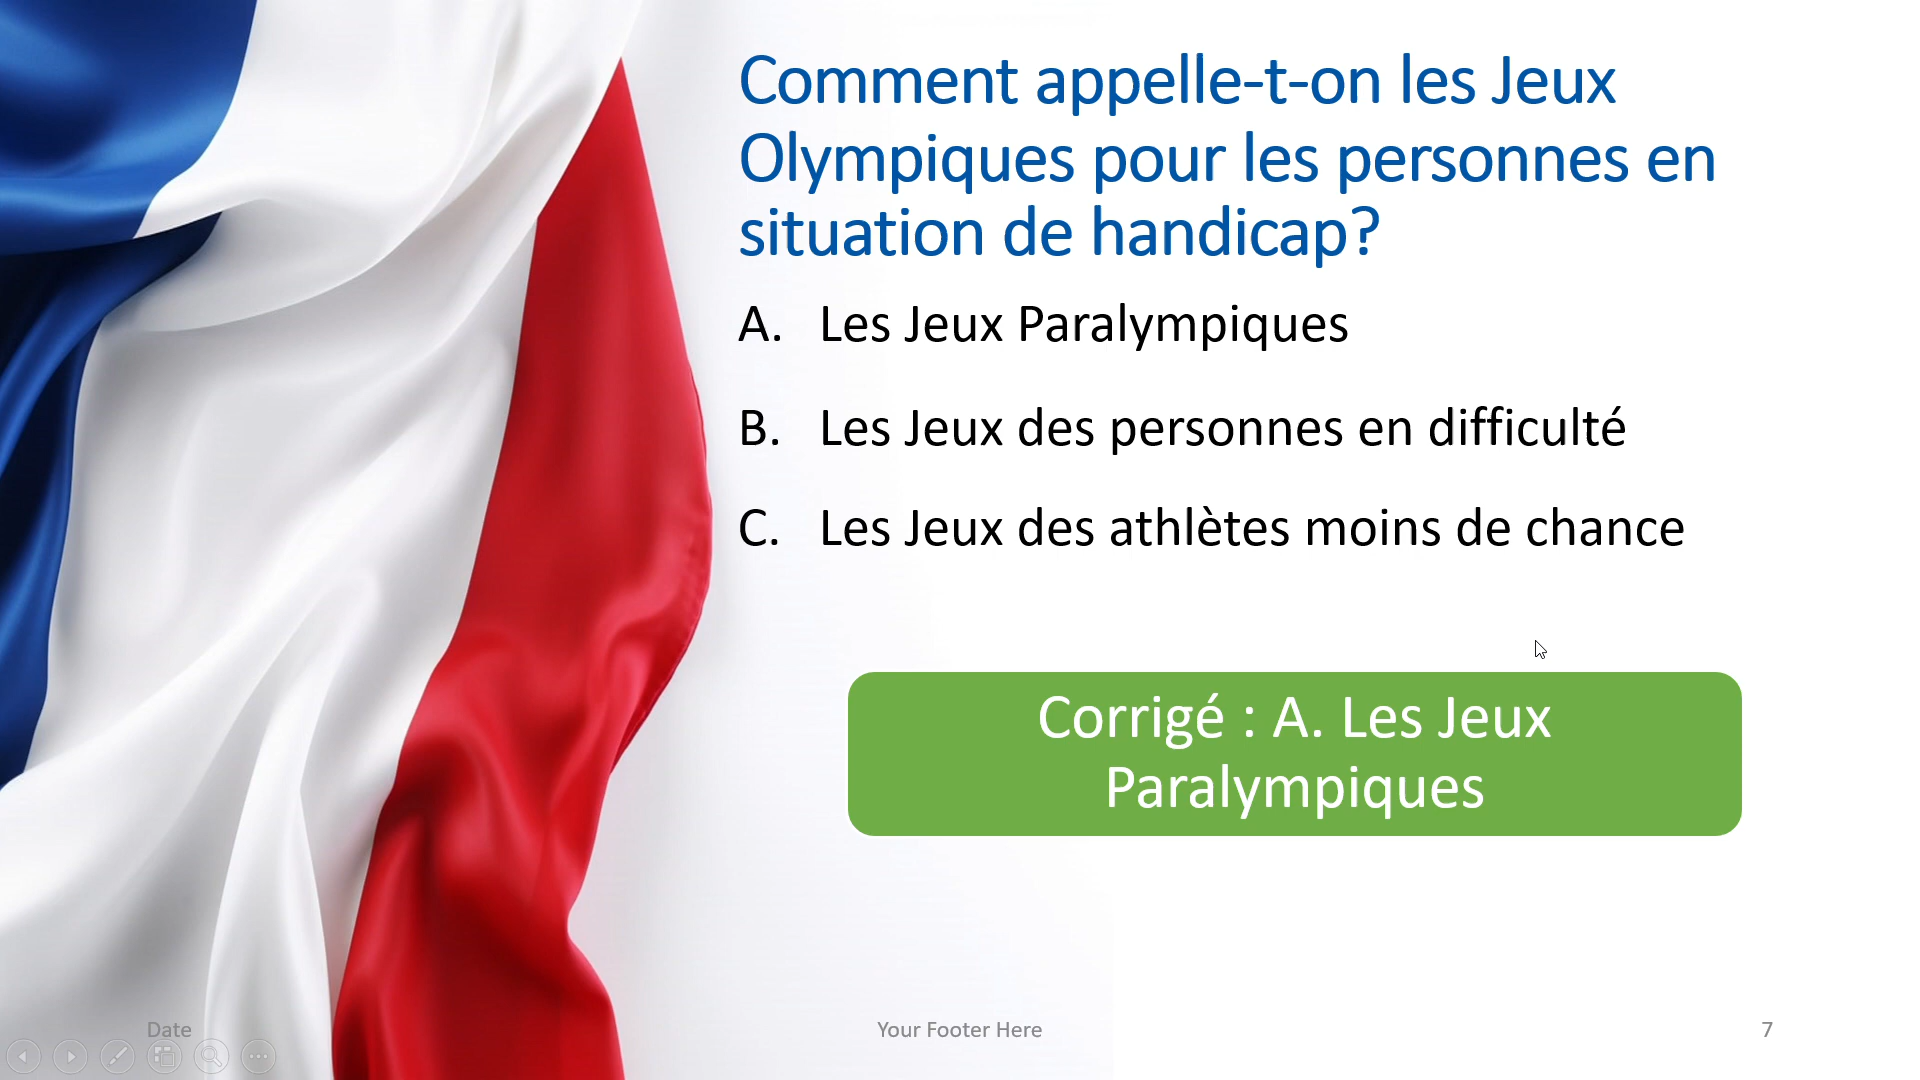 Comment appelle-t-on les Jeux
Olympiques pour les personnes en
situation de handicap?
A. Les Jeux Paralympiques
B. Les Jeux des personnes en difficulté
C. Les Jeux des athlètes moins de chance
Corrigé : A. Les Jeux
Paralympiques
Date
Your Footer Here
7